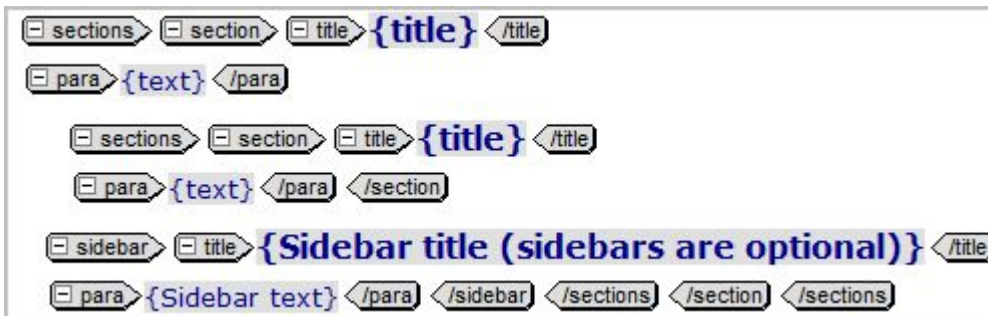 sections section title {title} /title
para {text} /para
sections section title {title} /title
para {text} /para /section
sidebar title {Sidebar title (sidebars are optional)} /title
para {Sidebar text} /para /sidebar /sections /section /sections